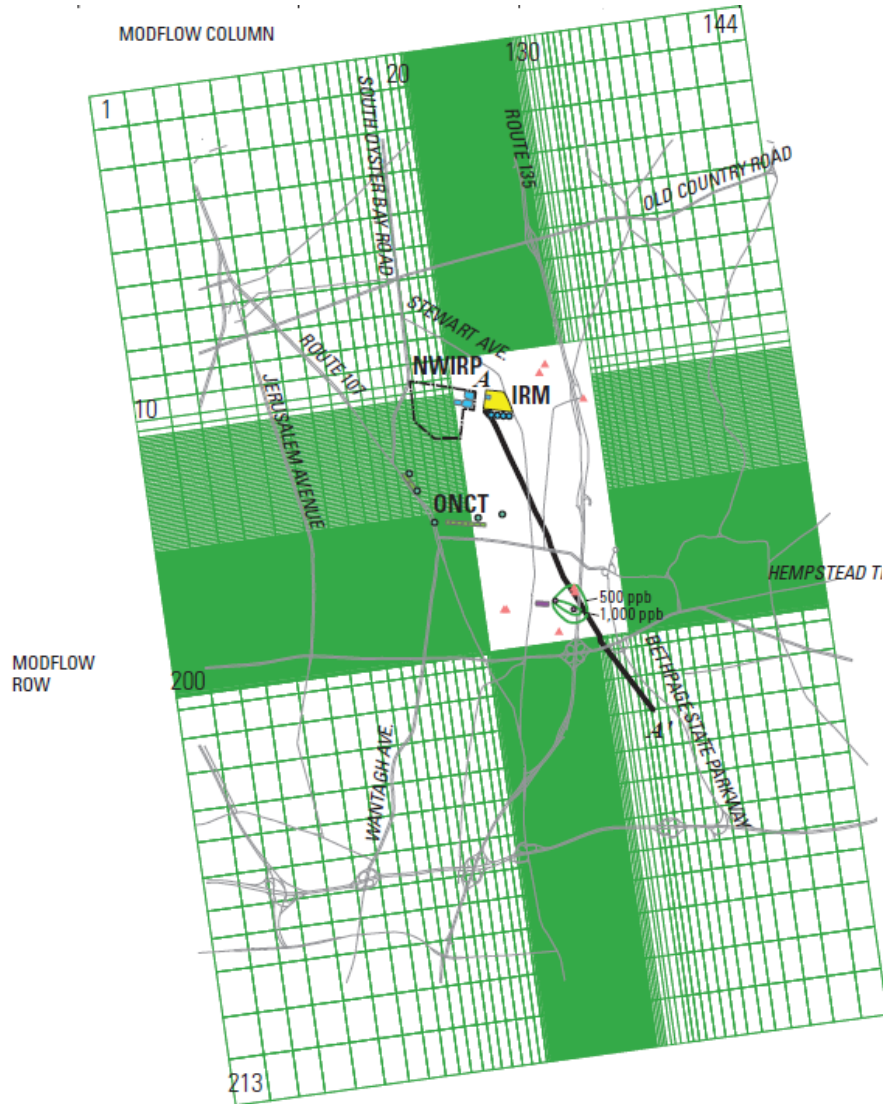 MODFLOW COLUMN
144
130
20
1
SOUTH OYSTER BAY ROAD
ROUTE 135
OLD COUNTRY ROAD
STEWART AVE.
ROUTE 107
NWIRP
A
IRM
JERUSALEM AVENUE
10
ONCT
HEMPSTEAD T
500 ppb
1,000 ppb
MODFLOW
ROW
200
BETHPAGE STATE PARKWAY
A'
WANTAGH AVE.
213